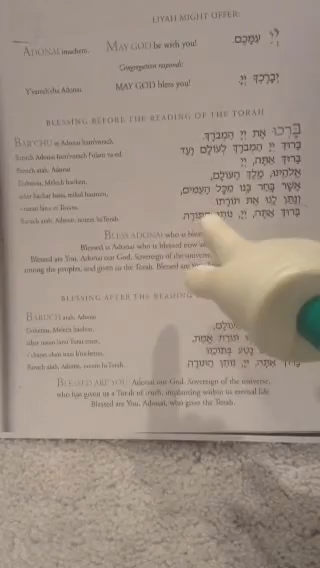 LIYAH MIGHT OFFER:
ADONAI imachem. MAY GOD be with you! יְיָ עִמָּכֶם.
Congregation responds:
Y'varech'cha Adonai. MAY GOD bless you! יְבָרֶכְךָ יְיָ.
BLESSING BEFORE THE READING OF THE TORAH
BARCHU et Adonai ham'vorach. בָּרְכוּ אֶת יְיָ הַמְבֹרָךְ.
Baruch Adonai ham'vorach l'olam va-ed. בָּרוּךְ יְיָ הַמְבֹרָךְ לְעוֹלָם וָעֶד.
Baruch atah, Adonai בָּרוּךְ אַתָּה, יְיָ
Eloheinu, Melech haolam, אֱלֹהֵינוּ, מֶלֶךְ הָעוֹלָם,
asher bachar banu mikol haamim, אֲשֶׁר בָּחַר בָּנוּ מִכָּל הָעַמִּים,
v'natan lanu et Torato. וְנָתַן לָנוּ אֶת תּוֹרָתוֹ.
Baruch atah, Adonai, notein haTorah. בָּרוּךְ אַתָּה, יְיָ, נוֹתֵן הַתּוֹרָה.
BLESS ADONAI who is
Blessed is Adonai who is blessed now
Blessed are You, Adonai our God, Sovereign of the universe
among the peoples, and given us the Torah. Blessed are
BLESSING AFTER THE READING
BARUCH atah, Adonai
Eloheinu, Melech haolam, הָעוֹלָם,
asher natan lanu Torat emet, תּוֹרַת אֱמֶת,
v'chayei olam nata b'tocheinu. נָטַע בְּתוֹכֵנוּ.
Baruch atah, Adonai, notein haTorah. אַתָּה, יְיָ, נוֹתֵן הַתּוֹרָה.
BLESSED ARE YOU, Adonai our God, Sovereign of the universe,
who has given us a Torah of truth, implanting within us eternal life.
Blessed are You, Adonai, who gives the Torah.